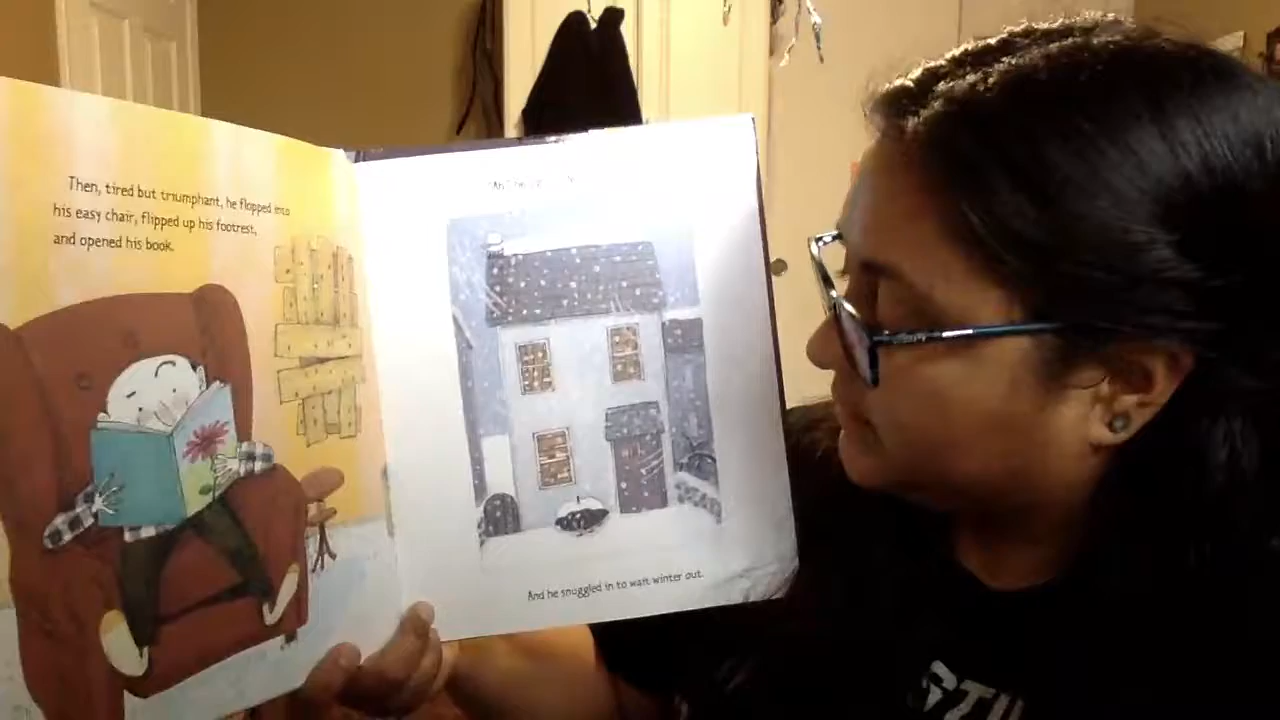 Then, tired but triumphant, he flopped into
his easy chair, flipped up his footrest,
and opened his book.
And he snuggled in to wait winter out.